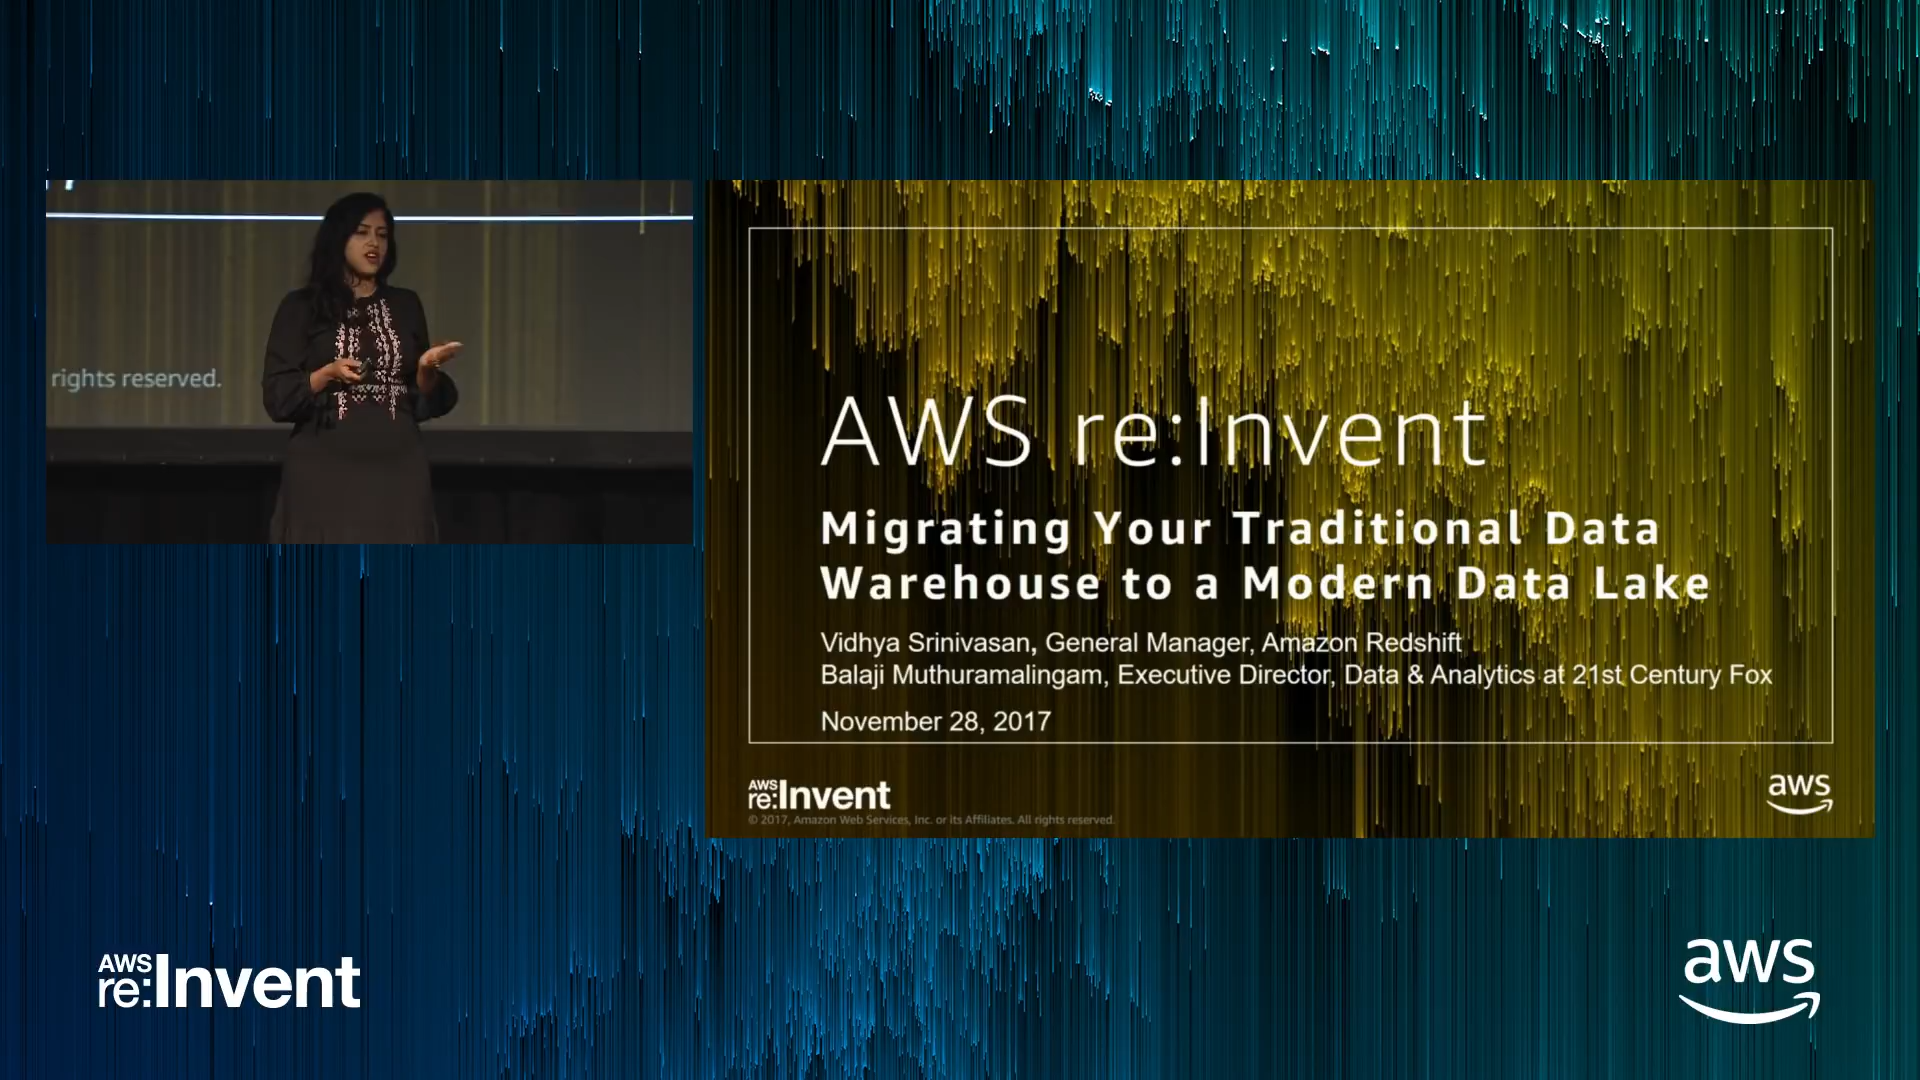 rights reserved.
AWS re:Invent
Migrating Your Traditional Data
Warehouse to a Modern Data Lake
Vidhya Srinivasan, General Manager, Amazon Redshift
Balaji Muthuramalingam, Executive Director, Data & Analytics at 21st Century Fox
November 28, 2017
AWS
re:Invent
aws
© 2017, Amazon Web Services, Inc. or its Affiliates. All rights reserved.
AWS
re:Invent
aws